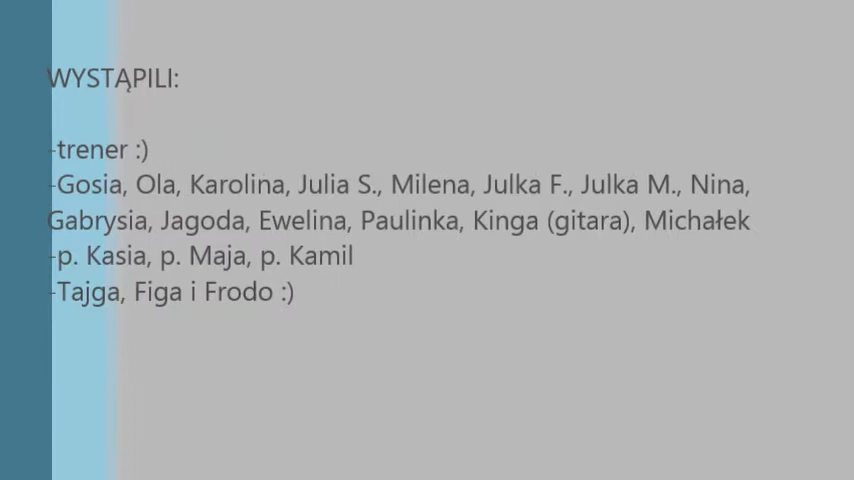 WYSTĄPILI:
-trener :)
-Gosia, Ola, Karolina, Julia S., Milena, Julka F., Julka M., Nina,
Gabrysia, Jagoda, Ewelina, Paulinka, Kinga (gitara), Michałek
-p. Kasia, p. Maja, p. Kamil
-Tajga, Figa i Frodo :)